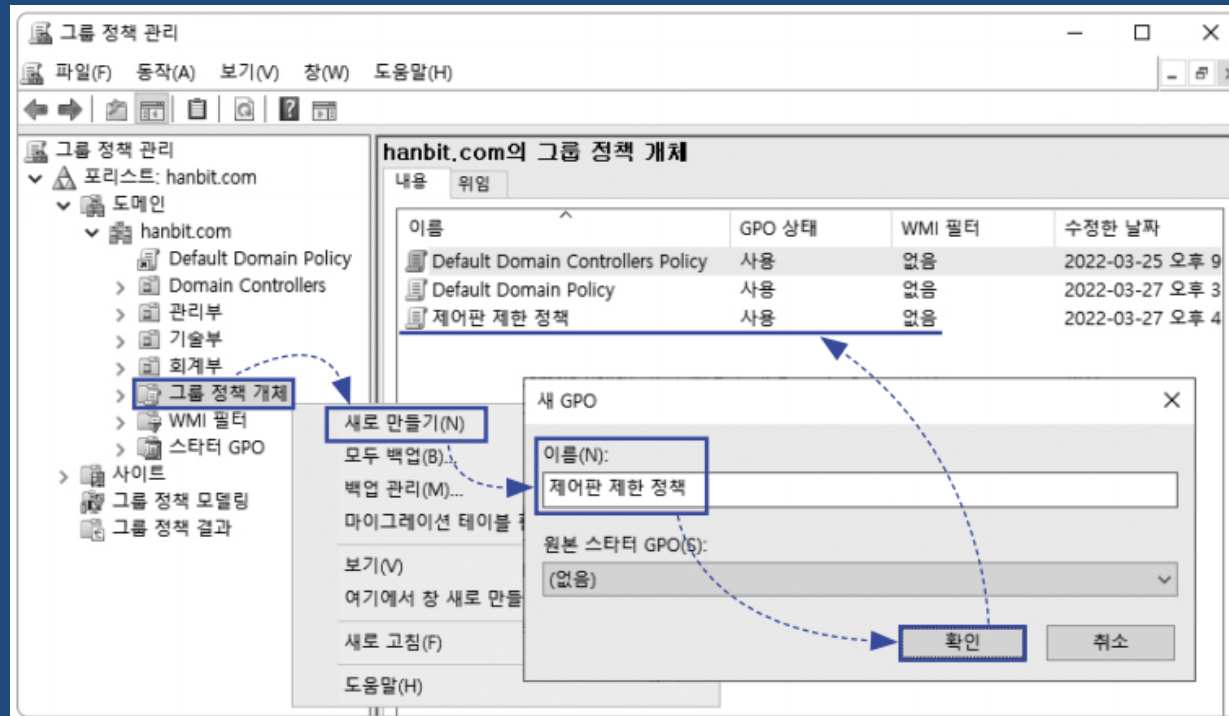 그룹 정책 관리
파일(F) 동작(A) 보기(V) 창(W) 도움말(H)
그룹 정책 관리
포리스트: hanbit.com
도메인
hanbit.com
Default Domain Policy
Domain Controllers
관리부
기술부
회계부
그룹 정책 개체
WMI 필터
스타터 GPO
사이트
그룹 정책 모델링
그룹 정책 결과
hanbit.com의 그룹 정책 개체
내용 위임
이름 GPO 상태 WMI 필터 수정한 날짜
Default Domain Controllers Policy 사용 없음 2022-03-25 오후 9
Default Domain Policy 사용 없음 2022-03-27 오후 3
제어판 제한 정책 사용 없음 2022-03-27 오후 4
새로 만들기(N)
모두 백업(B)...
백업 관리(M)...
마이그레이션 테이블
보기(V)
여기에서 창 새로 만들
새로 고침(F)
도움말(H)
새 GPO
이름(N):
제어판 제한 정책
원본 스타터 GPO(S):
(없음)
확인 취소